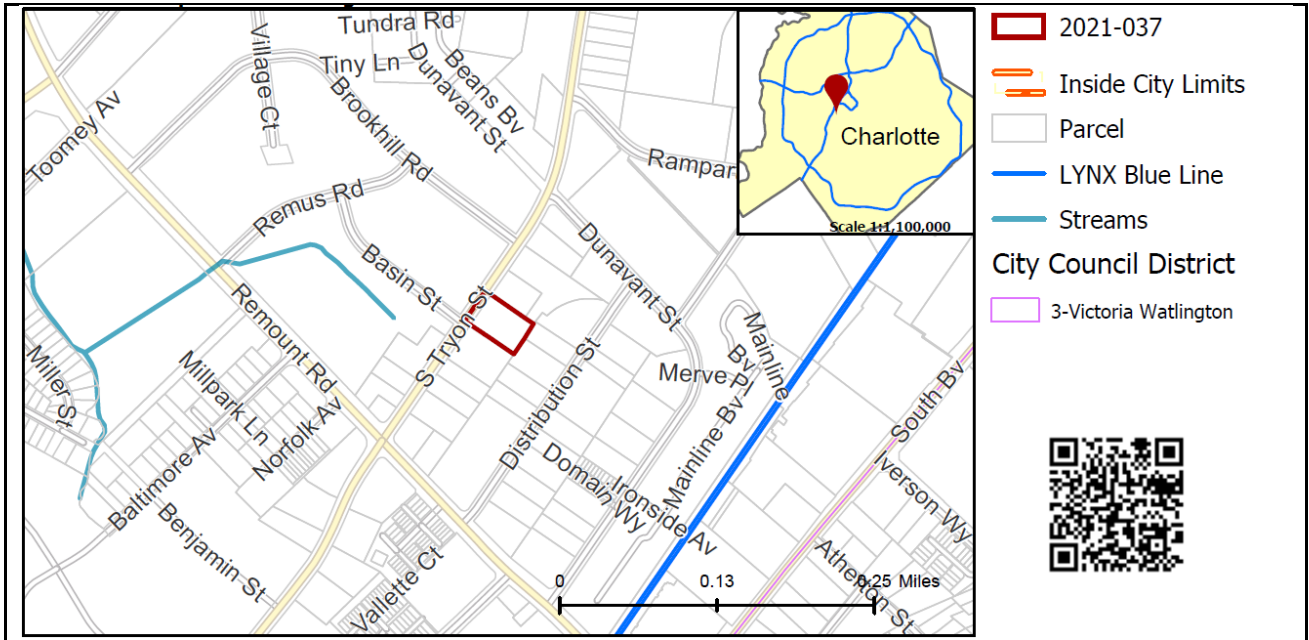 Tundra Rd
Tiny Ln
Village Ct
Beans Bv
Dunavant St
Brookhill Rd
Toomey Av
Rampar
Remus Rd
Basin St
Dunavant St
S Tryon St
Remount Rd
Miller St
Millpark Ln
Norfolk Av
Baltimore Av
Benjamin St
Vallette Ct
Distribution St
Domain Wy
Ironside Av
Merve Pl
Mainline Bv
Mainline Bv
South Bv
Iverson Wy
Atherton St
0 0.13 0.25 Miles
Charlotte
Scale 1:1,100,000
2021-037
Inside City Limits
Parcel
LYNX Blue Line
Streams
City Council District
3-Victoria Watlington